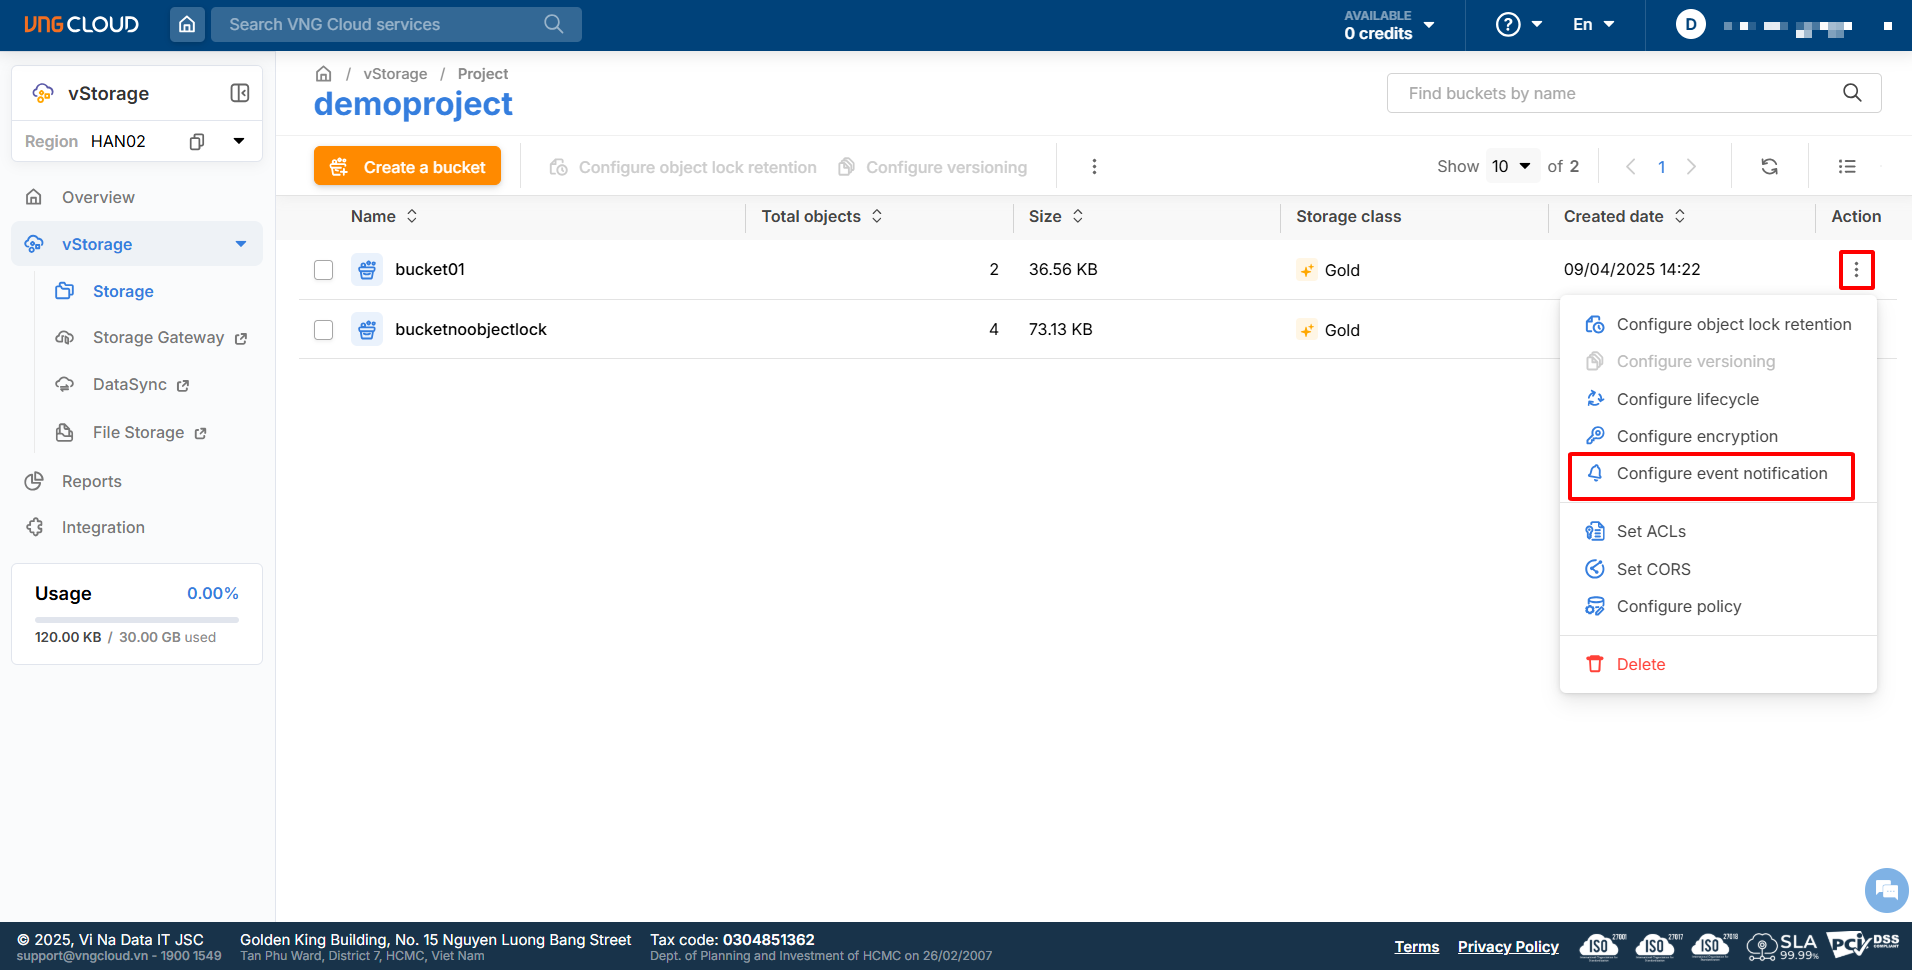 VNG CLOUD
Search VNG Cloud services
AVAILABLE
0 credits
?
En
D
vStorage
Region HAN02
Overview
vStorage
Storage
Storage Gateway
DataSync
File Storage
Reports
Integration
Usage 0.00%
120.00 KB / 30.00 GB used
/ vStorage / Project
demoproject
Find buckets by name
Create a bucket
Configure object lock retention
Configure versioning
Show 10 of 2
1
Name Total objects Size Storage class Created date Action
bucket01 2 36.56 KB Gold 09/04/2025 14:22
bucketnoobjectlock 4 73.13 KB Gold
Configure object lock retention
Configure versioning
Configure lifecycle
Configure encryption
Configure event notification
Set ACLs
Set CORS
Configure policy
Delete
© 2025, Vi Na Data IT JSC
support@vngcloud.vn - 1900 1549
Golden King Building, No. 15 Nguyen Luong Bang Street
Tan Phu Ward, District 7, HCMC, Viet Nam
Tax code: 0304851362
Dept. of Planning and Investment of HCMC on 26/02/2007
Terms
Privacy Policy
ISO 27001
ISO 27017
ISO 27018
SLA
99.99%
PCI DSS
COMPLIANT